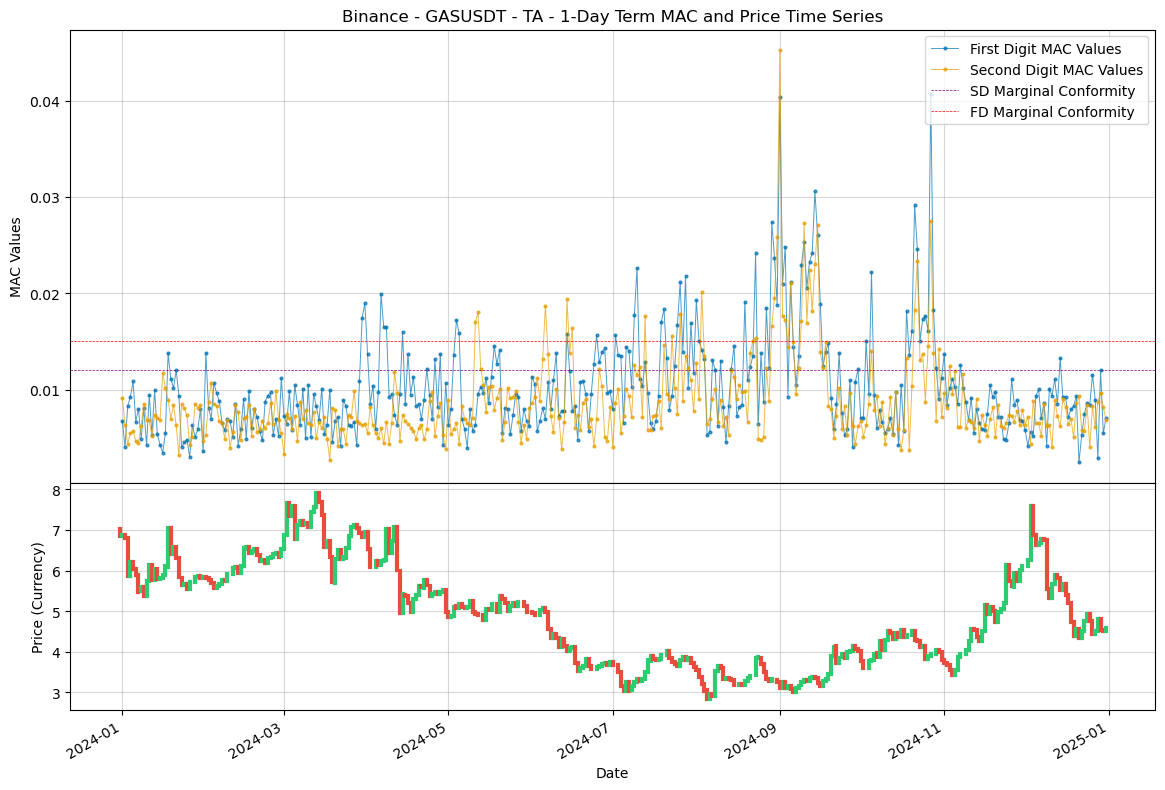 Binance - GASUSDT - TA - 1-Day Term MAC and Price Time Series
First Digit MAC Values
Second Digit MAC Values
SD Marginal Conformity
FD Marginal Conformity
MAC Values
0.04
0.03
0.02
0.01
Price (Currency)
8
7
6
5
4
3
2024-01
2024-03
2024-05
2024-07
2024-09
2024-11
2025-01
Date